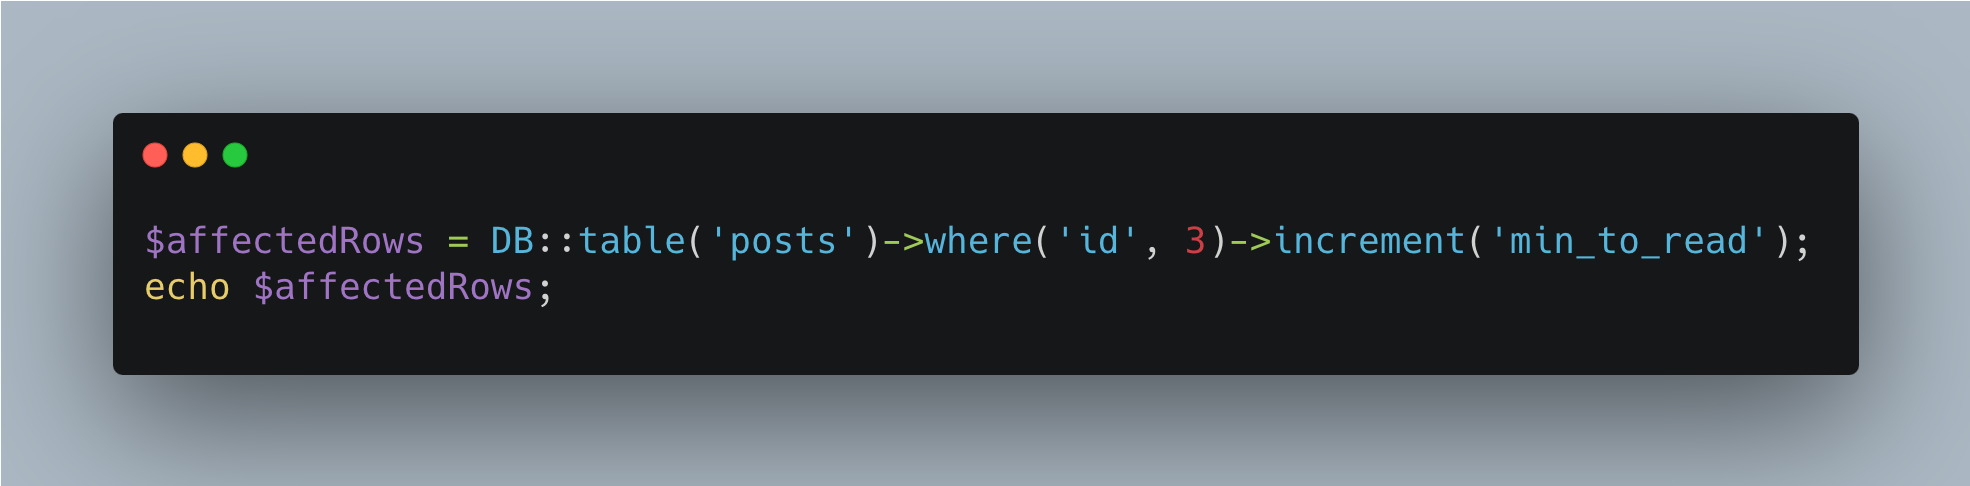 $affectedRows = DB::table('posts')->where('id', 3)->increment('min_to_read');
echo $affectedRows;